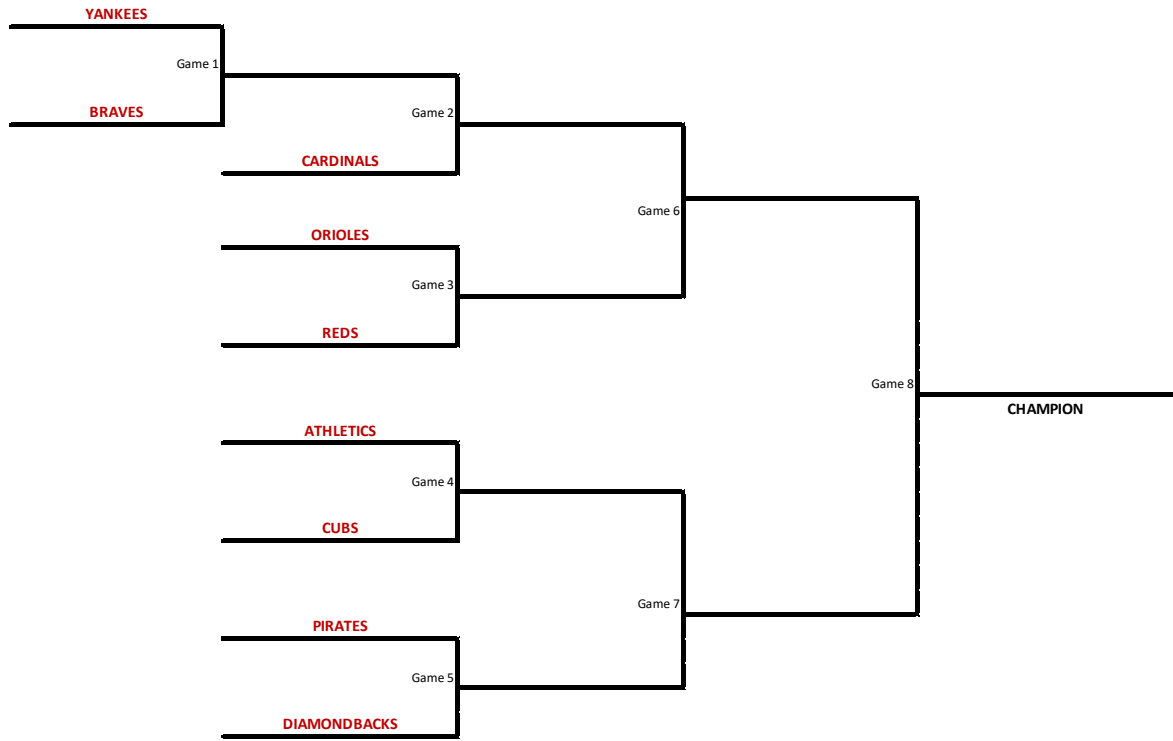 YANKEES
Game 1
BRAVES
Game 2
CARDINALS
Game 6
ORIOLES
Game 3
REDS
Game 8
CHAMPION
ATHLETICS
Game 4
CUBS
Game 7
PIRATES
Game 5
DIAMONDBACKS